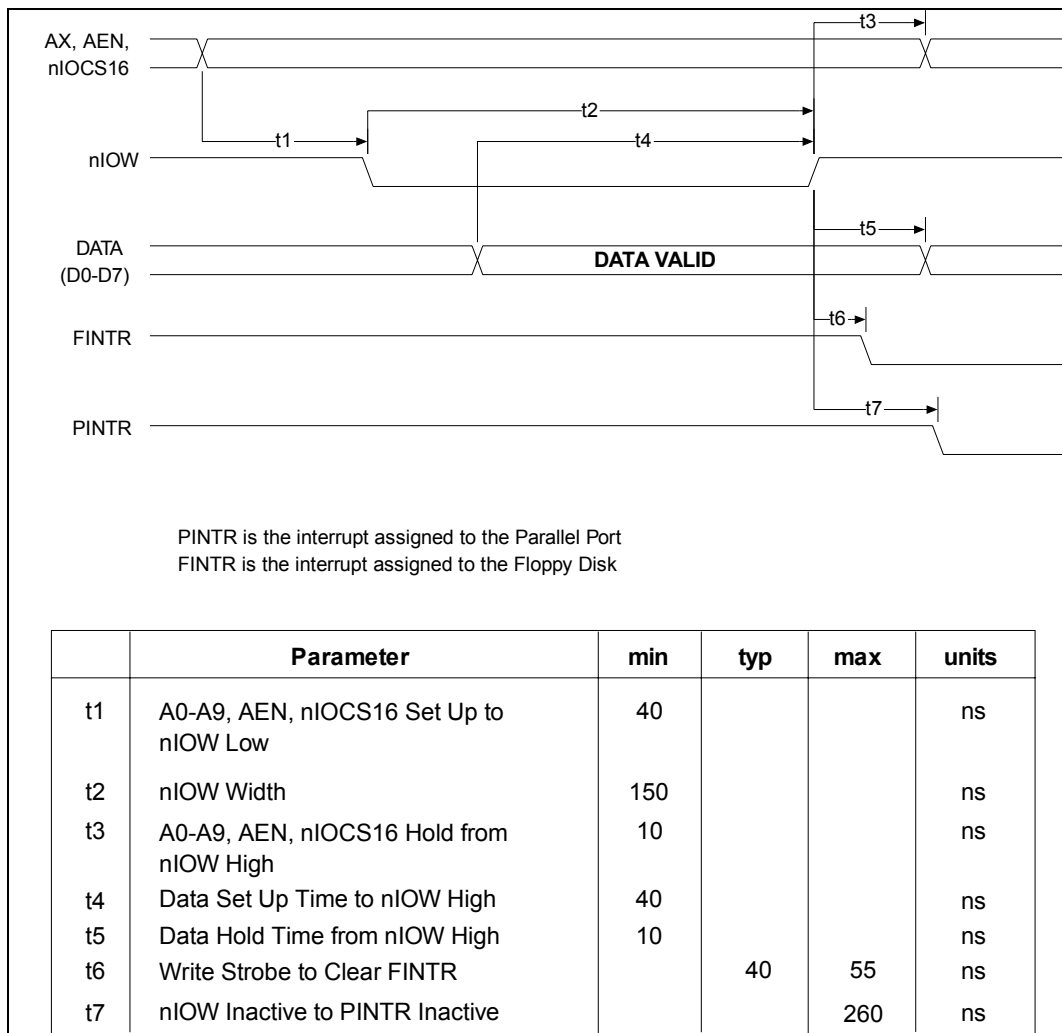 t3
AX, AEN,
nIOCS16
t2
t1
t4
nIOW
t5
DATA
(D0-D7)
DATA VALID
t6
FINTR
t7
PINTR
PINTR is the interrupt assigned to the Parallel Port
FINTR is the interrupt assigned to the Floppy Disk
Parameter min typ max units
t1 A0-A9, AEN, nIOCS16 Set Up to 40 ns
nIOW Low
t2 nIOW Width 150 ns
t3 A0-A9, AEN, nIOCS16 Hold from 10 ns
nIOW High
t4 Data Set Up Time to nIOW High 40 ns
t5 Data Hold Time from nIOW High 10 ns
t6 Write Strobe to Clear FINTR 40 55 ns
t7 nIOW Inactive to PINTR Inactive 260 ns